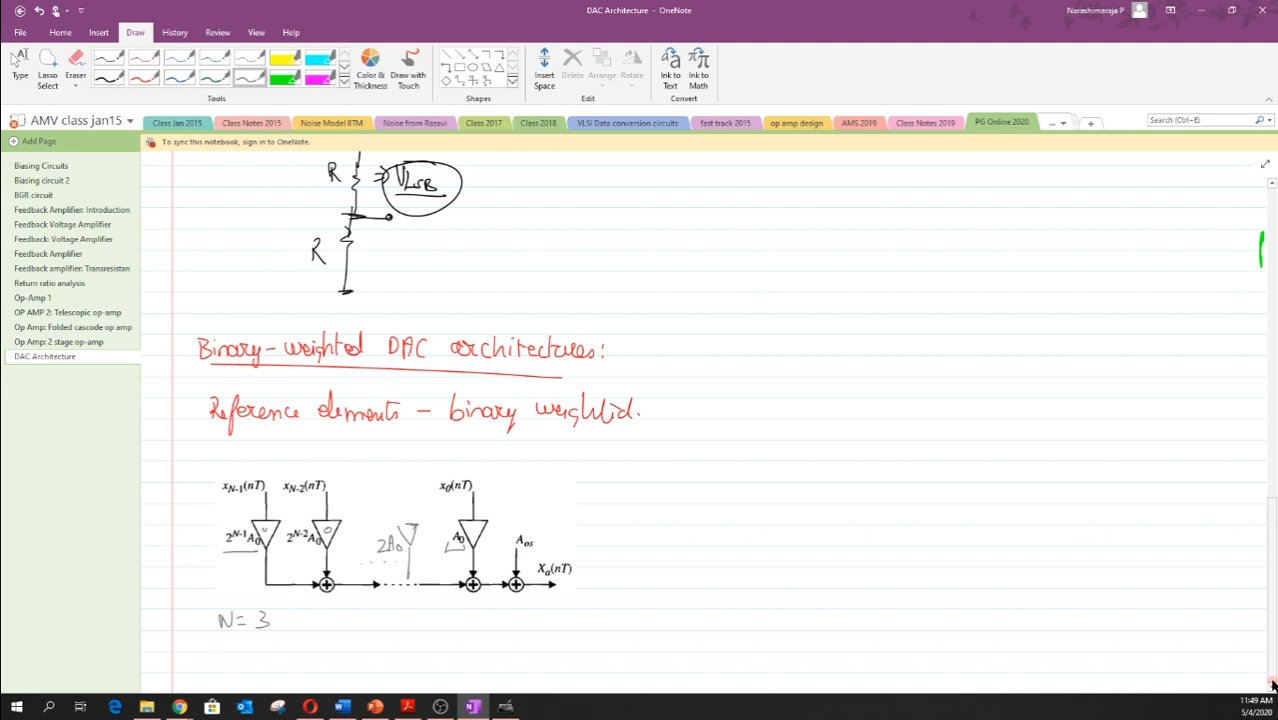 DAC Architecture - OneNote
Narashimaraja P
File Home Insert Draw History Review View Help
Type
Lasso Select
Eraser
Color & Thickness
Draw with Touch
Insert Space
Delete
Arrange
Rotate
Ink to Text
Ink to Math
Tools
Shapes
Edit
Convert
AMV class jan15
Class Jan 2015
Class Notes 2015
Noise Model IITM
Noise from Razavi
Class 2017
Class 2018
VLSI Data conversion circuits
fast track 2015
op amp design
AMS 2019
Class Notes 2019
PG Online 2020
Search (Ctrl+E)
Add Page
To sync this notebook, sign in to OneNote.
Biasing Circuits
Biasing circuit 2
BGR circuit
Feedback Amplifier: Introduction
Feedback Voltage Amplifier
Feedback: Voltage Amplifier
Feedback Amplifier
Feedback amplifier: Transresistan
Return ratio analysis
Op-Amp 1
OP AMP 2: Telescopic op-amp
Op Amp: Folded cascode op amp
Op Amp: 2 stage op-amp
DAC Architecture
R
VLSB
R
Binary-weighted DAC architectures:
Reference elements - binary weighted.
xN-1(nT) xN-2(nT) x0(nT)
2^N-1A0 2^N-2A0 2A0 A0 Aos
Xa(nT)
N= 3
11:49 AM
5/4/2020